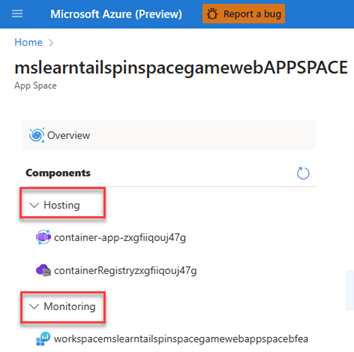 Microsoft Azure (Preview)
Report a bug
Home
mslearntailspinspacegamewebAPPSPACE
App Space
Overview
Components
Hosting
container-app-zxgfiiqouj47g
containerRegistryzxgfiiqouj47g
Monitoring
workspacemslearntailspinspacegamewebappspacebfea